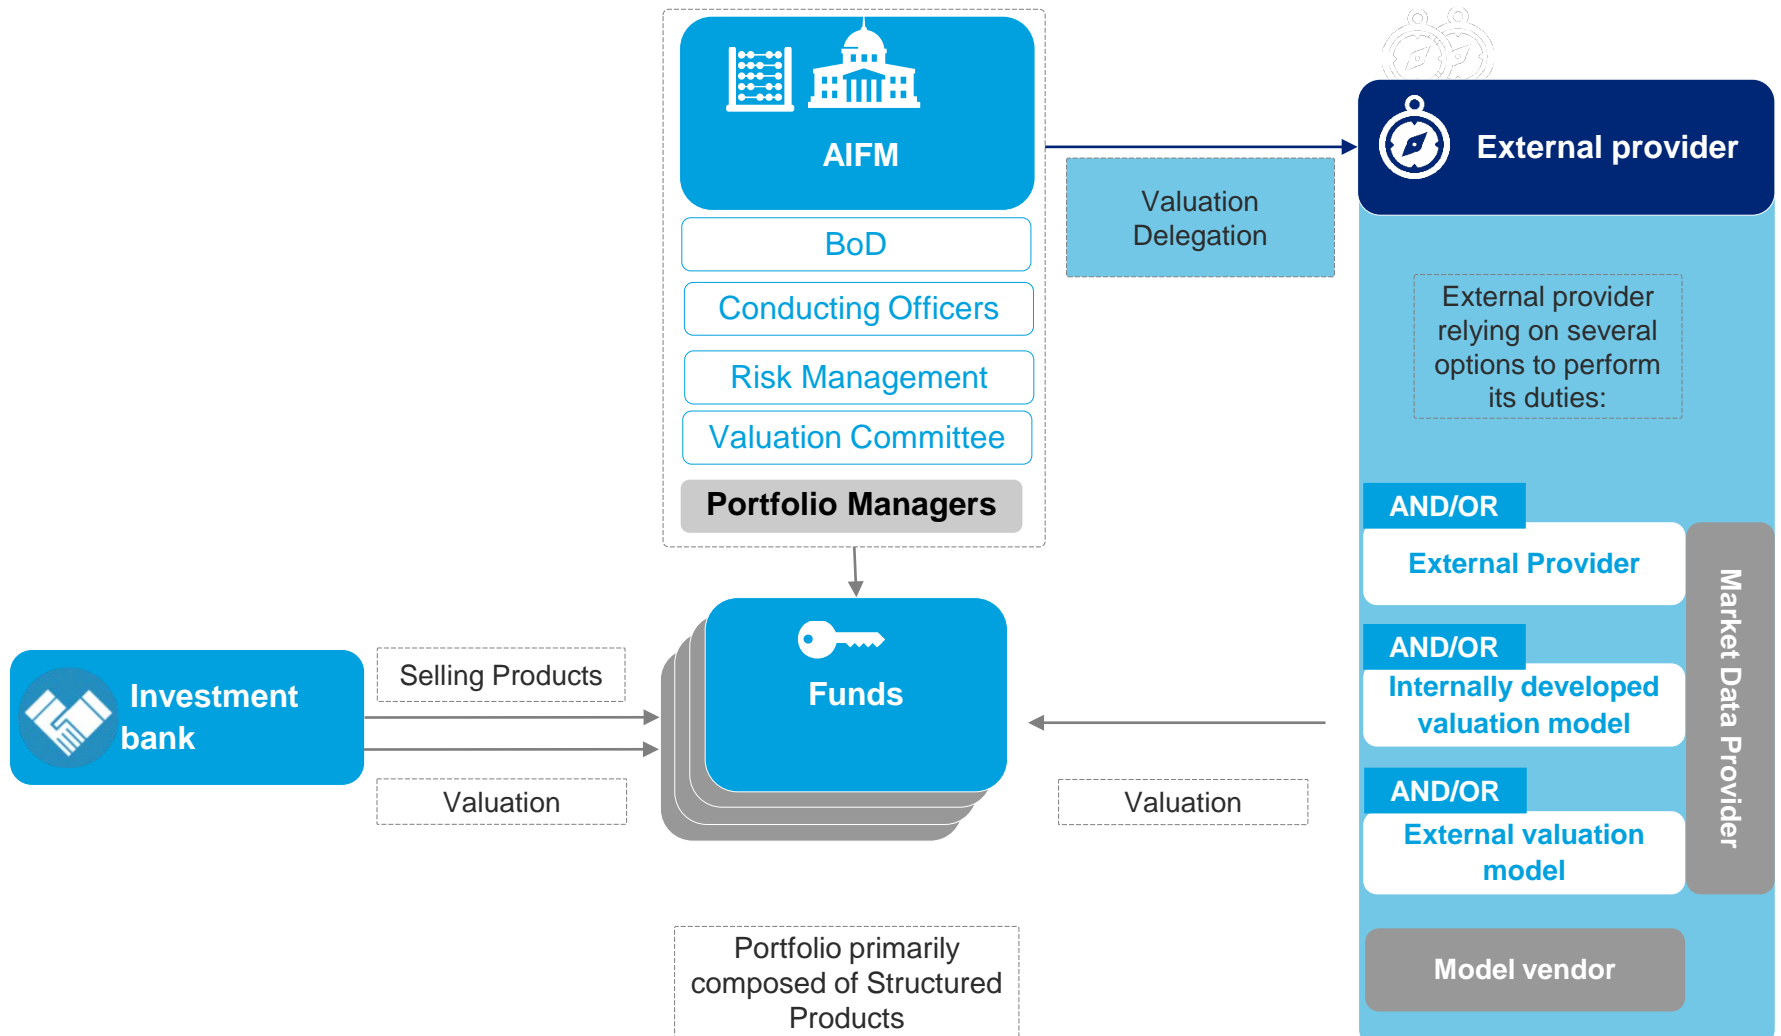 AIFM
BoD
Conducting Officers
Risk Management
Valuation Committee
Portfolio Managers
Valuation
Delegation
External provider
External provider
relying on several
options to perform
its duties:
AND/OR
External Provider
AND/OR
Internally developed
valuation model
AND/OR
External valuation
model
Market Data Provider
Model vendor
Investment
bank
Selling Products
Valuation
Funds
Valuation
Portfolio primarily
composed of Structured
Products